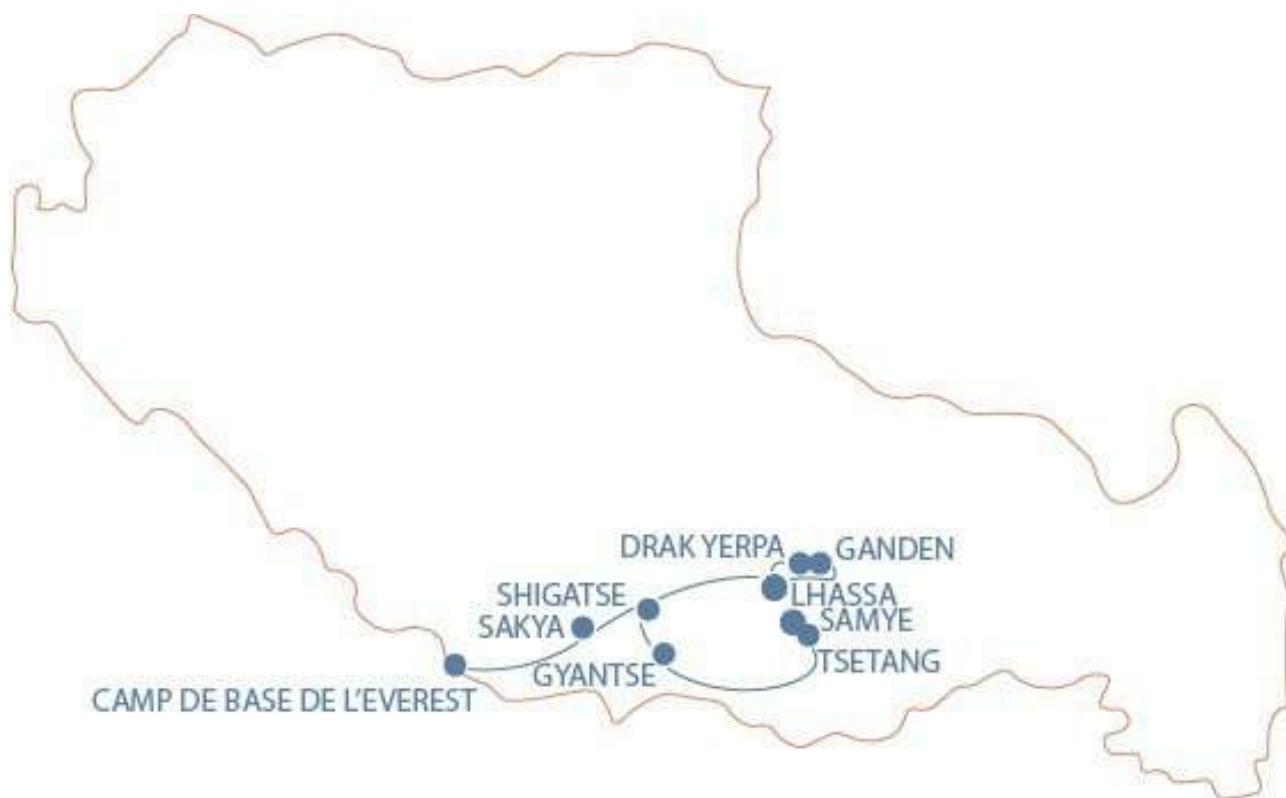 DRAK YERPA
GANDEN
LHASSA
SHIGATSE
SAMYE
SAKYA
TSETANG
GYANTSE
CAMP DE BASE DE L'EVEREST